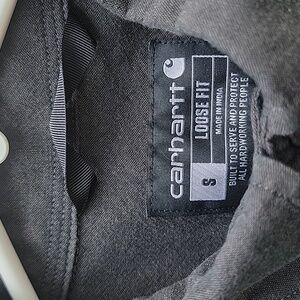 carhartt
S
LOOSE FIT
MADE IN INDIA
BUILT TO SERVE AND PROTECT
ALL HARDWORKING PEOPLE